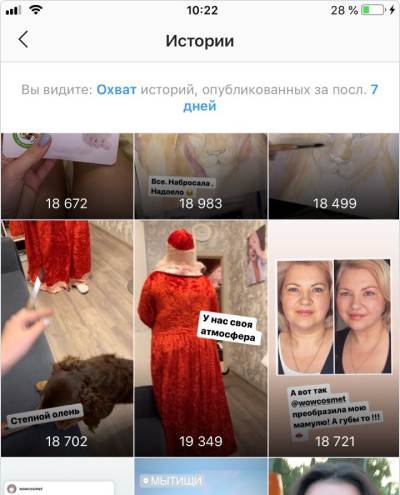 10:22
28 %
Истории
Вы видите: Охват историй, опубликованных за посл. 7
дней
Все. Набросала .
Надоело 😂
18 672
18 983
18 499
У нас своя
атмосфера
Степной олень
А вот так
@wowcosmet
преобразила мою
мамулю! А губы то !!!
💋
18 702
19 349
18 721
wowcosmet
МЫТИЩИ